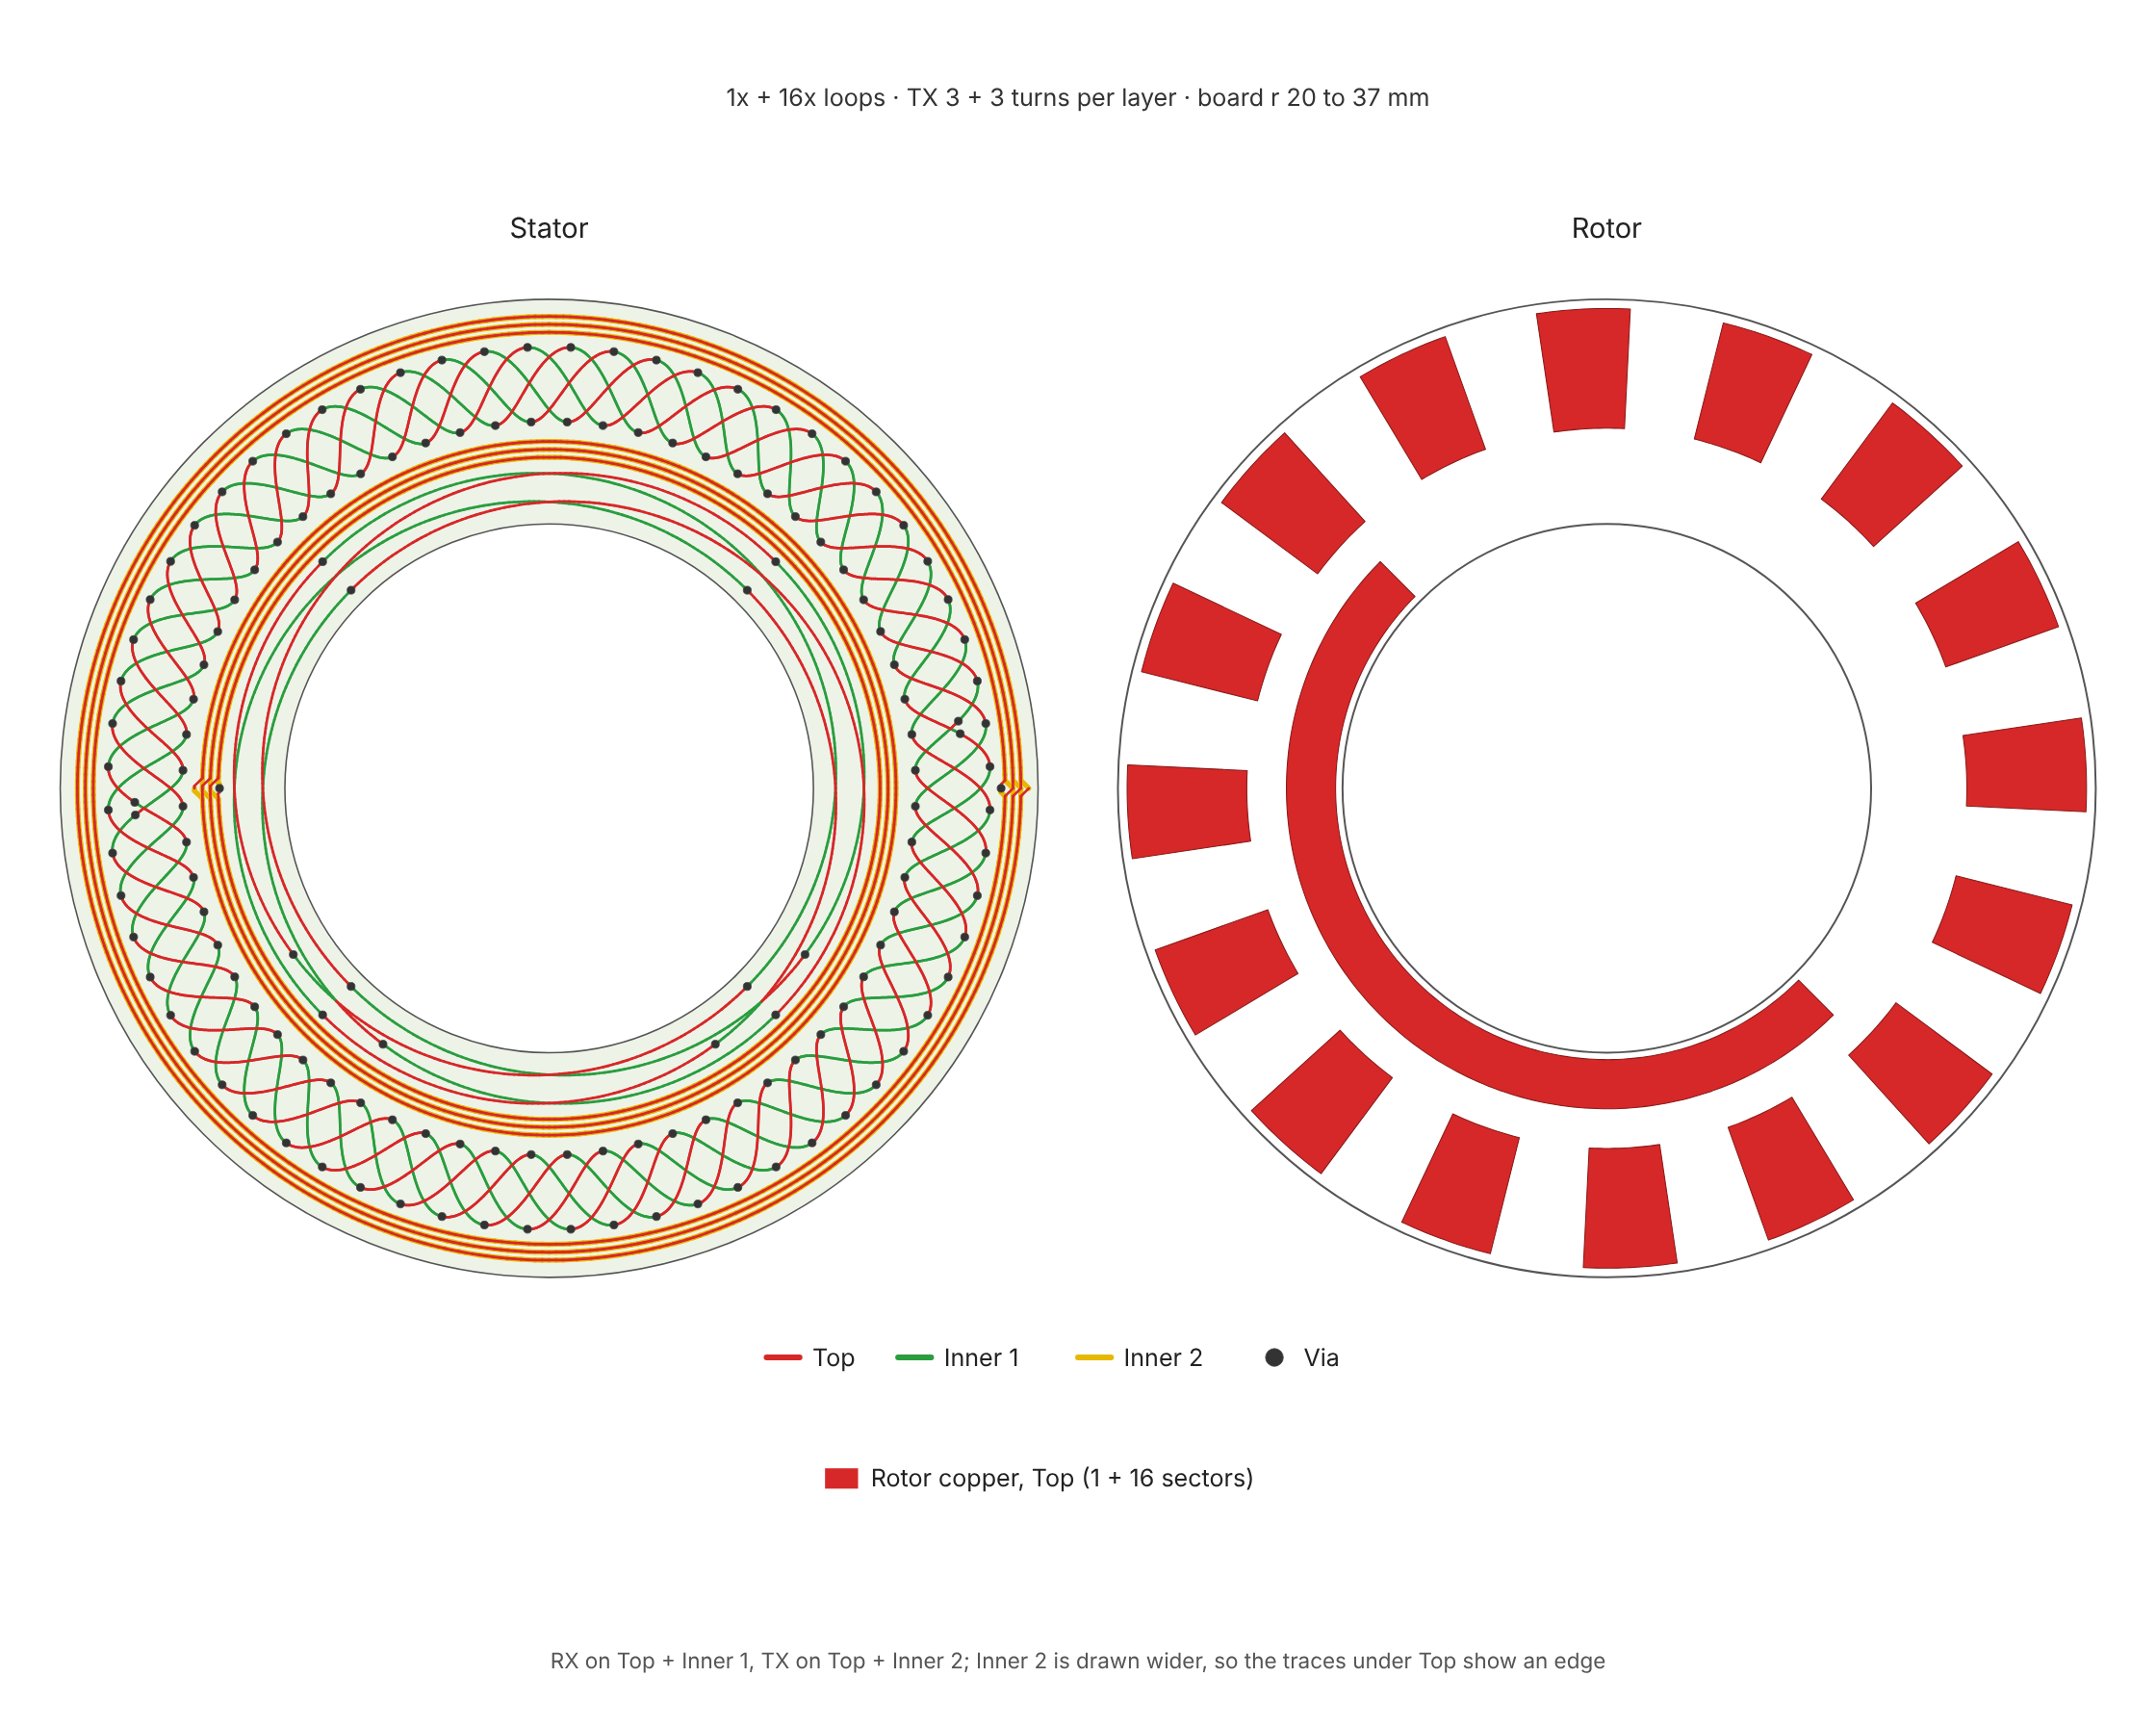 1x + 16x loops · TX 3 + 3 turns per layer · board r 20 to 37 mm
Stator
Rotor
Top
Inner 1
Inner 2
Via
Rotor copper, Top (1 + 16 sectors)
RX on Top + Inner 1, TX on Top + Inner 2; Inner 2 is drawn wider, so the traces under Top show an edge